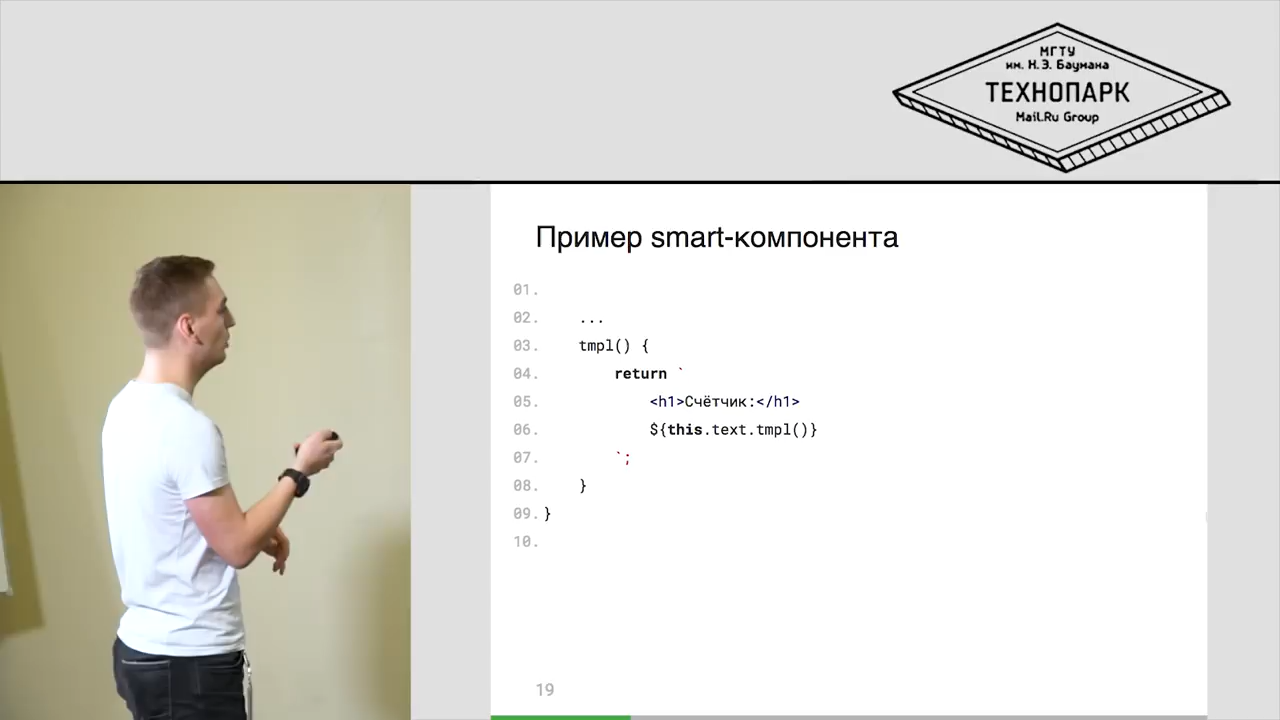 МГТУ
им. Н.Э. Баумана
ТЕХНОПАРК
Mail.Ru Group
Пример smart-компонента
01.
02. ...
03. tmpl() {
04. return `
05. <h1>Счётчик:</h1>
06. ${this.text.tmpl()}
07. `;
08. }
09. }
10.
19